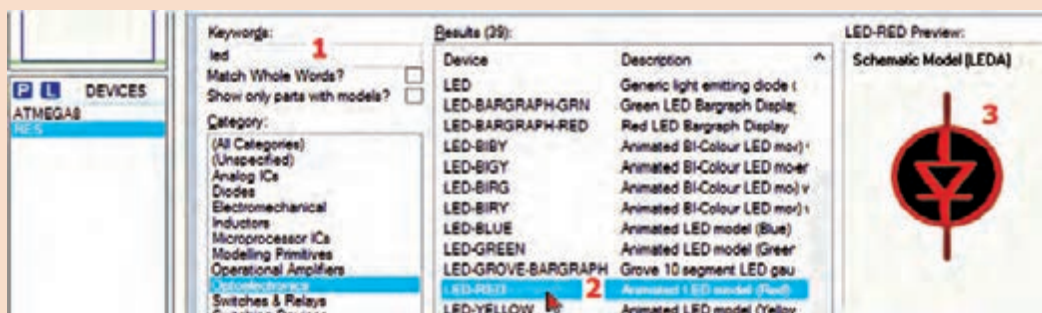 P L DEVICES
ATMEGA8
RES
Keywords:
led
1
Match Whole Words?
Show only parts with models?
Category:
(All Categories)
(Unspecified)
Analog ICs
Diodes
Electromechanical
Inductors
Microprocessor ICs
Modelling Primitives
Operational Amplifiers
Optoelectronics
Switches & Relays
Switching Devices
Results (39):
Device Description
LED Generic light emitting diode (
LED-BARGRAPH-GRN Green LED Bargraph Display
LED-BARGRAPH-RED Red LED Bargraph Display
LED-BIBY Animated BI-Colour LED
LED-BIGY Animated BI-Colour LED
LED-BIRG Animated BI-Colour LED
LED-BIRY Animated BI-Colour LED
LED-BLUE Animated LED model (Blue)
LED-GREEN Animated LED model (Green
LED-GROVE-BARGRAPH Grove 10 segment LED gau
LED-RED 2 Animated LED model (Red)
LED-YELLOW Animated LED model (Yellow
LED-RED Preview:
Schematic Model (LEDA)
3